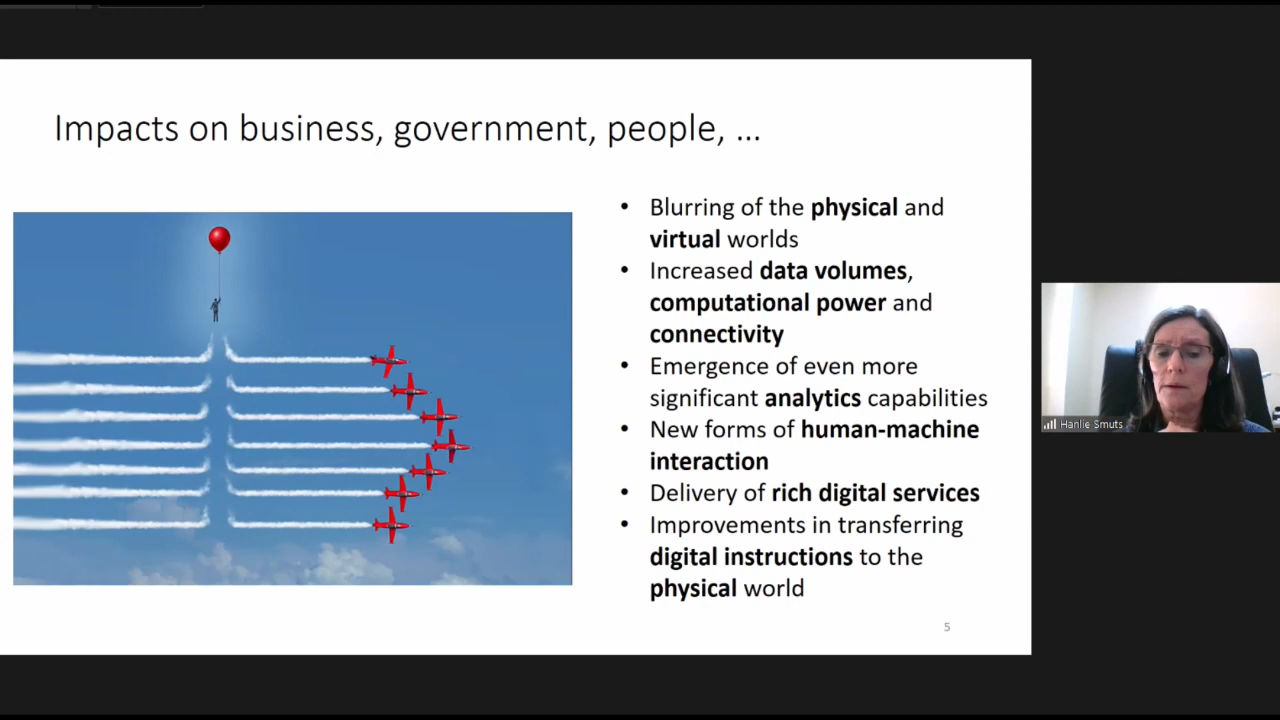 Impacts on business, government, people, ...
• Blurring of the physical and
virtual worlds
• Increased data volumes,
computational power and
connectivity
• Emergence of even more
significant analytics capabilities
• New forms of human-machine
interaction
• Delivery of rich digital services
• Improvements in transferring
digital instructions to the
physical world
5
Hanlie Smuts